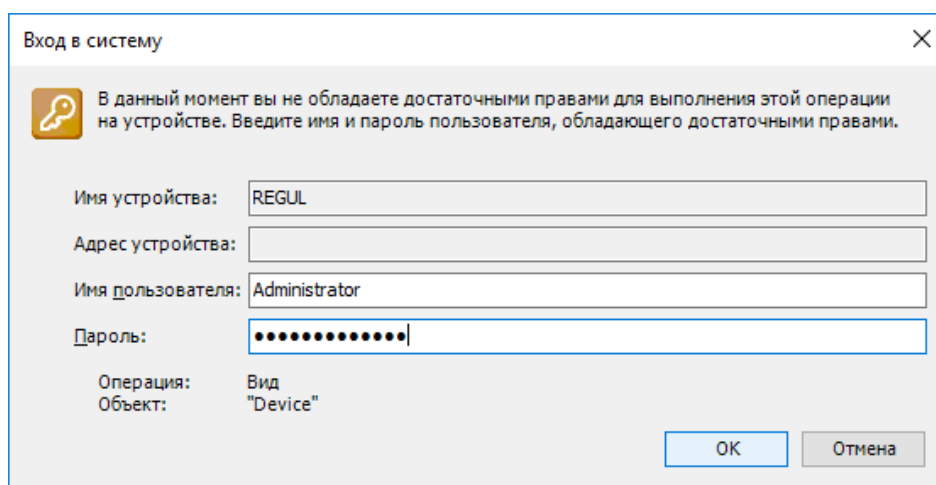 Вход в систему
В данный момент вы не обладаете достаточными правами для выполнения этой операции
на устройстве. Введите имя и пароль пользователя, обладающего достаточными правами.
Имя устройства: REGUL
Адрес устройства:
Имя пользователя: Administrator
Пароль: •••••••••••••
Операция: Вид
Объект: "Device"
OK Отмена